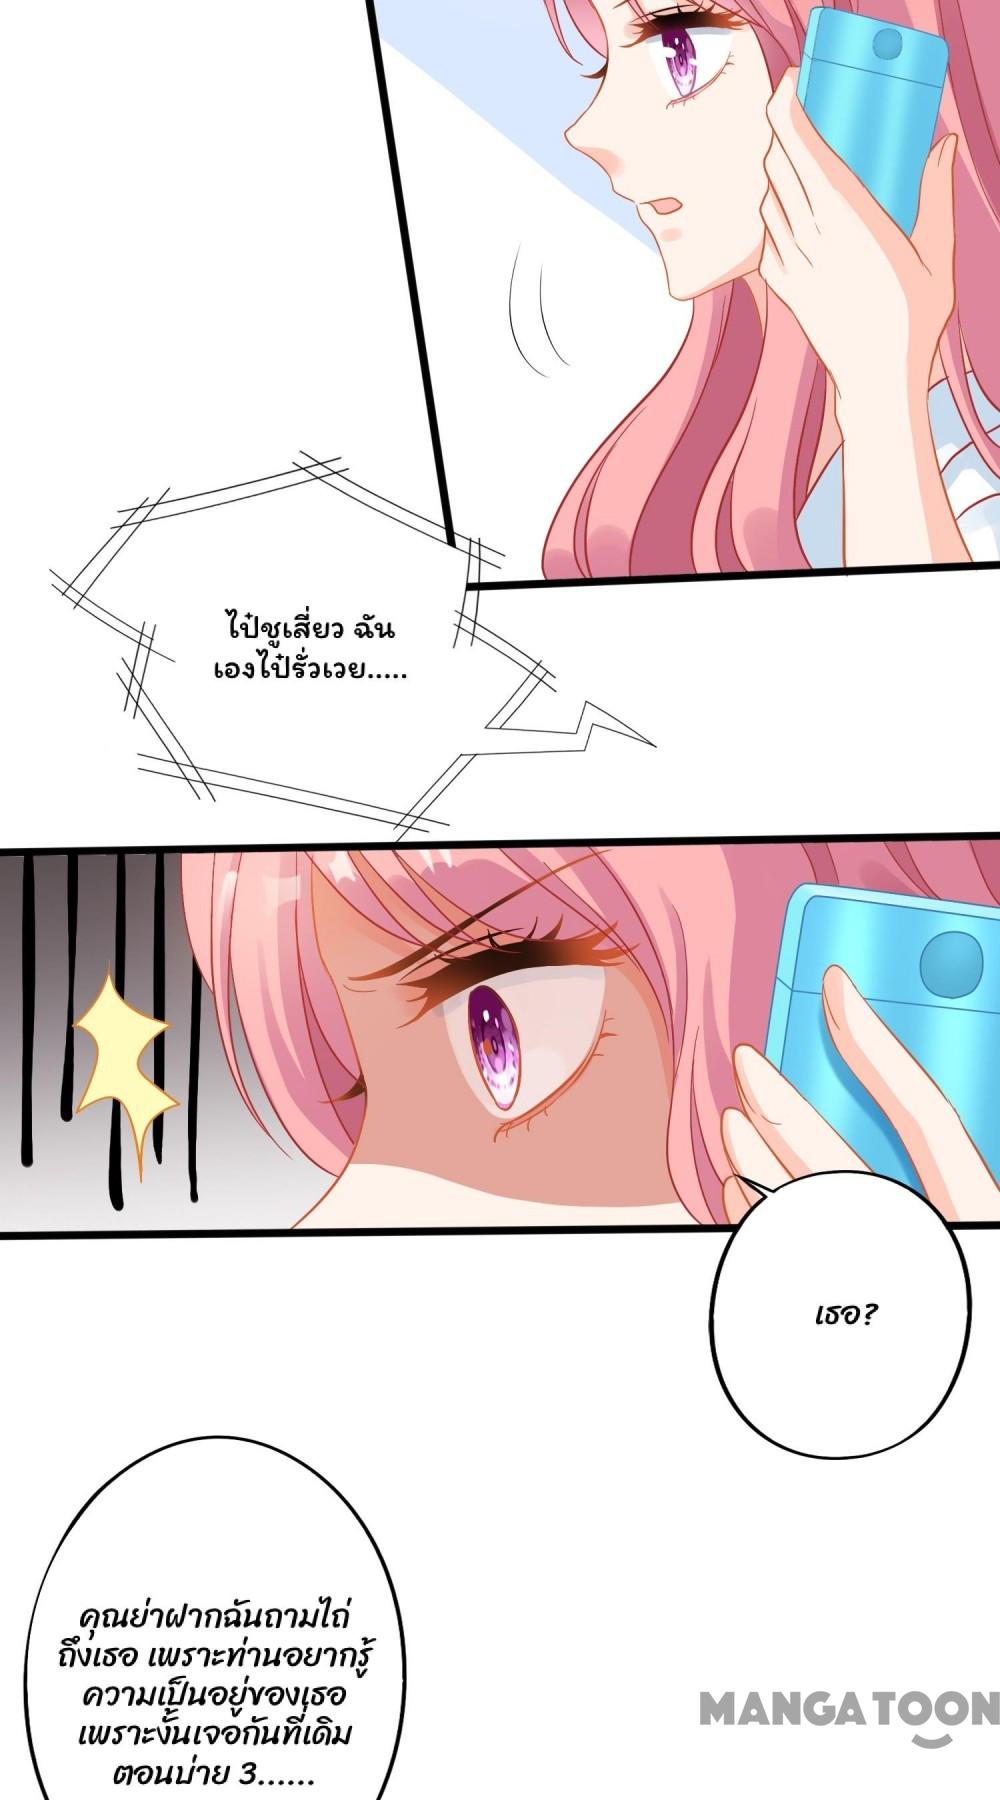 ไป๋ชูเสี่ยว ฉัน
เองไป๋รั่วเวย.....
เธอ?
คุณย่าฝากฉันถามไถ่
ถึงเธอ เพราะท่านอยากรู้
ความเป็นอยู่ของเธอ
เพราะงั้นเจอกันที่เดิม
ตอนบ่าย 3......
MANGATOON